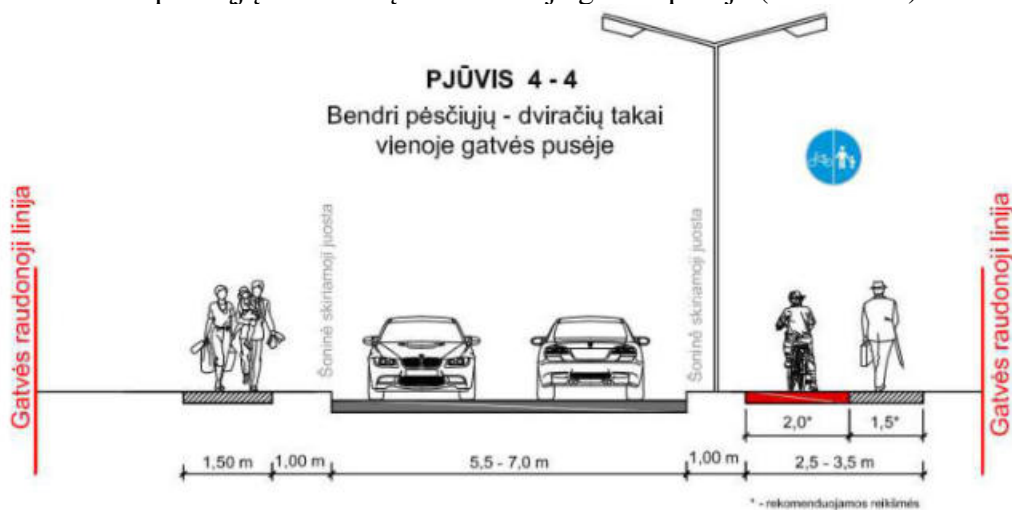 PJŪVIS 4 - 4
Bendri pėsčiųjų - dviračių takai
vienoje gatvės pusėje
Gatvės raudonoji linija
Šoninė skiriamoji juosta
Šoninė skiriamoji juosta
Gatvės raudonoji linija
2,0*
1,5*
1,50 m
1,00 m
5,5 - 7,0 m
1,00 m
2,5 - 3,5 m
* - rekomenduojamos reikšmės